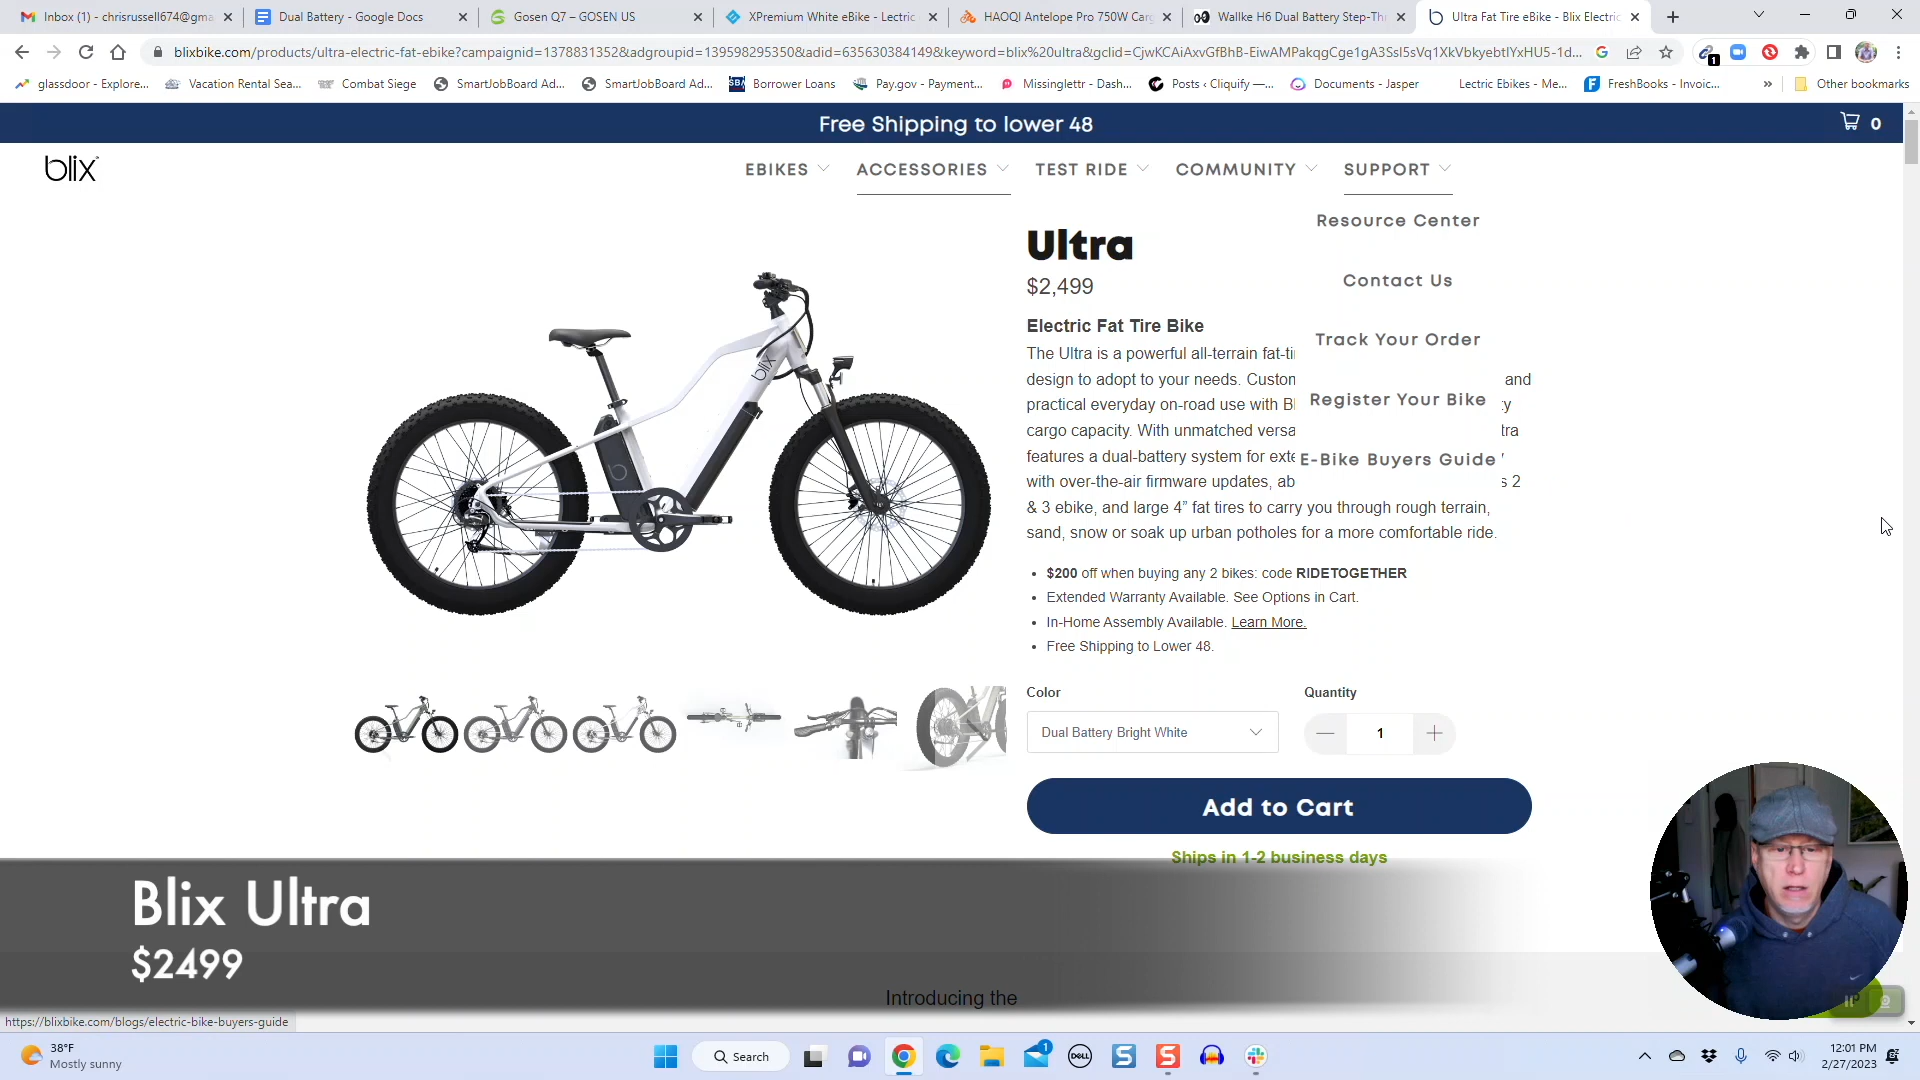 Inbox (1) - chrisrussell674@gma
Dual Battery - Google Docs
Gosen Q7 – GOSEN US
XPremium White eBike - Lectric
HAOQI Antelope Pro 750W Carg
Wallke H6 Dual Battery Step-Thr
Ultra Fat Tire eBike - Blix Electric
blixbike.com/products/ultra-electric-fat-ebike?campaignid=1378831352&adgroupid=139598295350&adid=635630384149&keyword=blix%20ultra&gclid=CjwKCAiAxvGfBhB-EiwAMPakqgCge1gA3SsI5sVq1XkVbkyebtlYxHU5-1d...
1
glassdoor - Explore...
Vacation Rental Sea...
Combat Siege
SmartJobBoard Ad...
SmartJobBoard Ad...
SBA
Borrower Loans
Pay.gov - Payment...
Missinglettr - Dash...
Posts ‹ Cliquify —...
Documents - Jasper
Lectric Ebikes - Me...
FreshBooks - Invoic...
»
Other bookmarks
Free Shipping to lower 48
0
blix
EBIKES
ACCESSORIES
TEST RIDE
COMMUNITY
SUPPORT
Resource Center
Contact Us
Track Your Order
Register Your Bike
E-Bike Buyers Guide
Ultra
$2,499
Electric Fat Tire Bike
The Ultra is a powerful all-terrain fat-ti
design to adopt to your needs. Custon and
practical everyday on-road use with Bl ty
cargo capacity. With unmatched versa tra
features a dual-battery system for exte
with over-the-air firmware updates, ab s 2
& 3 ebike, and large 4” fat tires to carry you through rough terrain,
sand, snow or soak up urban potholes for a more comfortable ride.
• $200 off when buying any 2 bikes: code RIDETOGETHER
• Extended Warranty Available. See Options in Cart.
• In-Home Assembly Available. Learn More.
• Free Shipping to Lower 48.
blix
Color
Quantity
Dual Battery Bright White
1
Add to Cart
Ships in 1-2 business days
Blix Ultra
$2499
Introducing the
https://blixbike.com/blogs/electric-bike-buyers-guide
38°F
Mostly sunny
Search
1
DELL
12:01 PM
2/27/2023